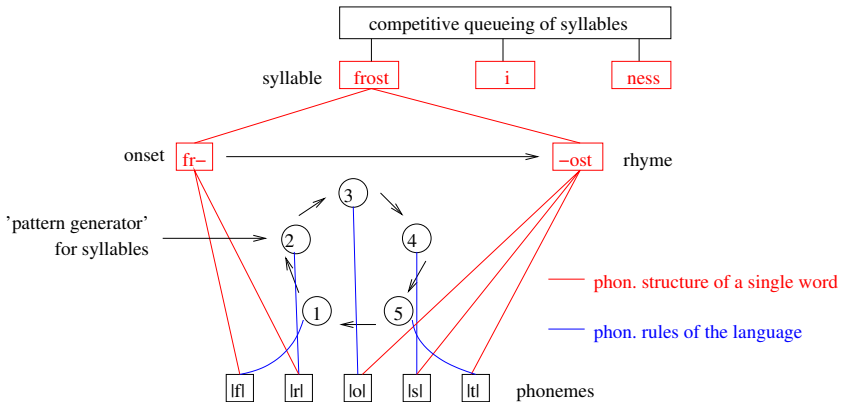 competitive queueing of syllables
syllable frost i ness
onset fr− −ost rhyme
3
'pattern generator'
for syllables
2 4
phon. structure of a single word
1 5
phon. rules of the language
|f| |r| |o| |s| |t| phonemes